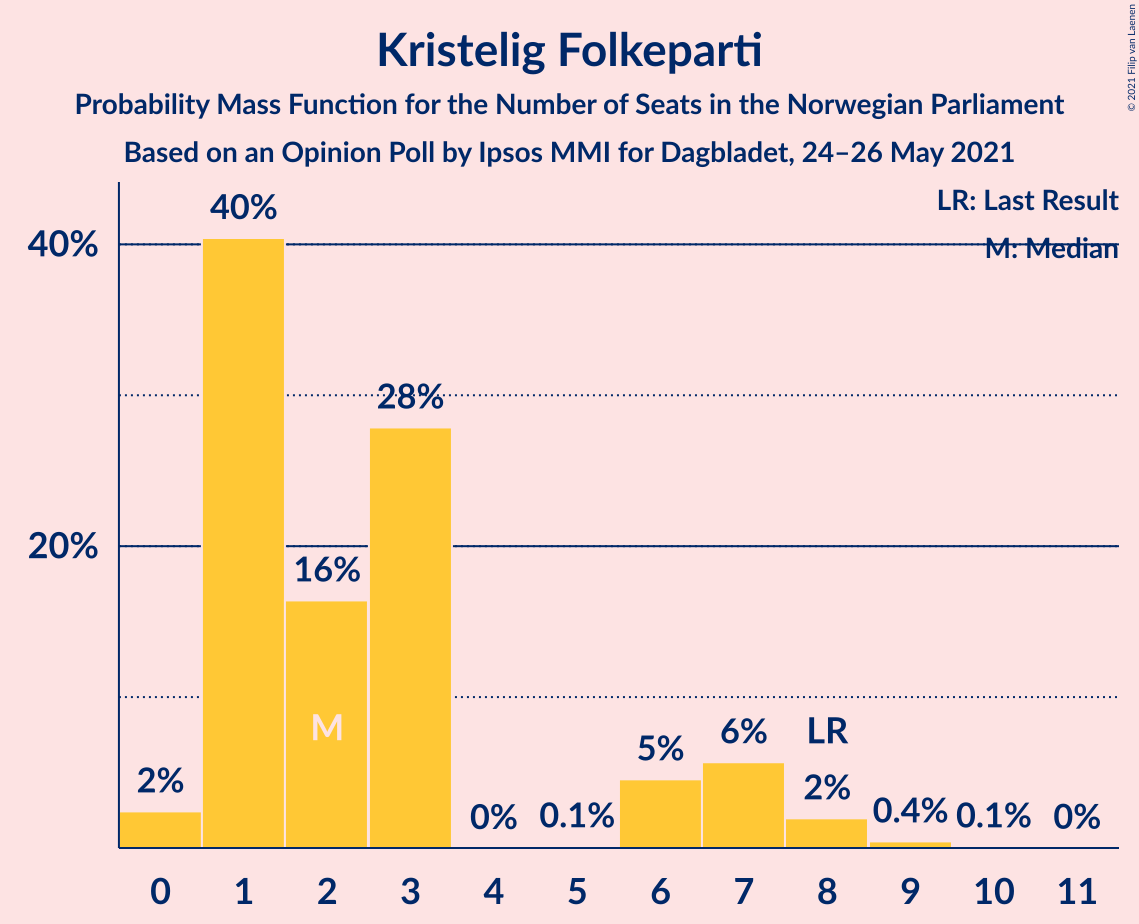 Kristelig Folkeparti
Probability Mass Function for the Number of Seats in the Norwegian Parliament
Based on an Opinion Poll by Ipsos MMI for Dagbladet, 24–26 May 2021
© 2021 Filip van Laenen
LR: Last Result
M: Median
40%
20%
40%
28%
16%
M
2%
0%
0.1%
5%
6%
LR
2%
0.4%
0.1%
0%
0 1 2 3 4 5 6 7 8 9 10 11